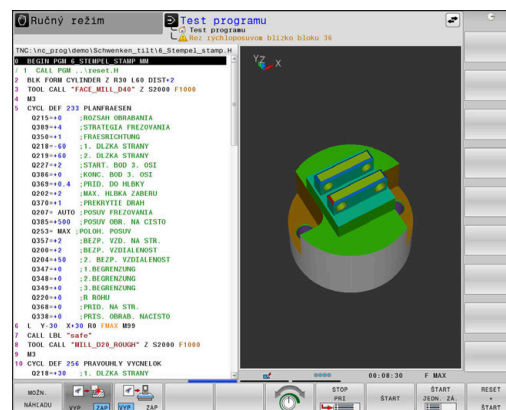 Ručný režim
Test programu
Test programu
Rez rýchloposuvom blízko bloku 36
TNC:\nc_prog\demo\Schwenken_tilt\6_Stempel_stamp.H
0 BEGIN PGM 6_STEMPEL_STAMP MM
/ 1 CALL PGM ..\reset.H
2 BLK FORM CYLINDER Z R30 L60 DIST+2
3 TOOL CALL "FACE_MILL_D40" Z S2000 F1000
4 M3
5 CYCL DEF 233 PLANFRAESEN
Q215=+0 ;ROZSAH OBRABANIA
Q389=+4 ;STRATEGIA FREZOVANIA
Q350=+1 ;FRAESRICHTUNG
Q218=-60 ;1. DLZKA STRANY
Q219=+60 ;2. DLZKA STRANY
Q227=+2 ;START. BOD 3. OSI
Q386=+0 ;KONC. BOD 3. OSI
Q369=+0.4 ;PRID. DO HLBKY
Q202=+2 ;MAX. HLBKA ZABERU
Q370=+1 ;PREKRYTIE DRAH
Q207= AUTO ;POSUV FREZOVANIA
Q385=+500 ;POSUV OBR. NA CISTO
Q253= MAX ;POLOH. POSUV
Q357=+2 ;BEZP. VZD. NA STR.
Q200=+2 ;BEZP. VZDIALENOST
Q204=+50 ;2. BEZP. VZDIALENOST
Q347=+0 ;1.BEGRENZUNG
Q348=+0 ;2.BEGRENZUNG
Q349=+0 ;3.BEGRENZUNG
Q220=+0 ;R ROHU
Q368=+0 ;PRID. NA STR.
Q338=+0 ;PRIS. OBRAB. NACISTO
6 L Y-30 X+30 R0 FMAX M99
7 CALL LBL "safe"
8 TOOL CALL "MILL_D20_ROUGH" Z S2000 F1000
9 M3
10 CYCL DEF 256 PRAVOUHLY VYCNELOK
Q218=+30 ;1. DLZKA STRANY
YZ X
00:08:30 F MAX
MOŽN. NÁHĽADU
VYP ZAP
VYP ZAP
STOP PRI
ŠTART
ŠTART JEDN. ZÁ.
RESET + ŠTART